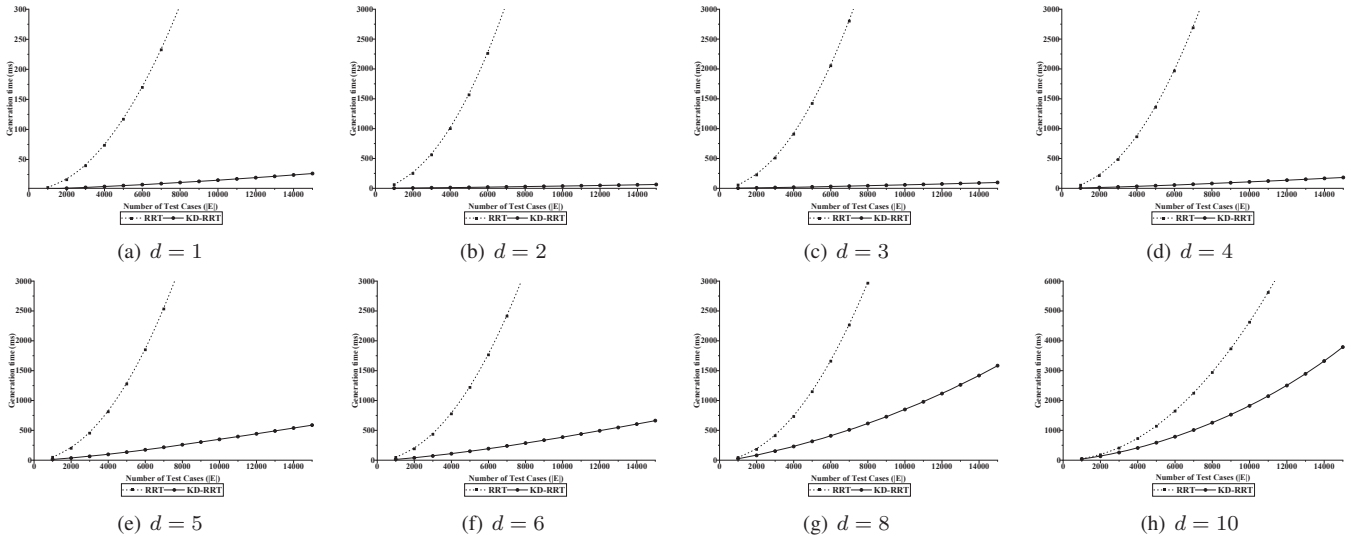 300
250
200
150
100
50
0
Generation time (ms)
0 2000 4000 6000 8000 10000 12000 14000
Number of Test Cases (|E|)
RRT KD-RRT
(a) d = 1
3000
2500
2000
1500
1000
500
0
Generation time (ms)
0 2000 4000 6000 8000 10000 12000 14000
Number of Test Cases (|E|)
RRT KD-RRT
(b) d = 2
3000
2500
2000
1500
1000
500
0
Generation time (ms)
0 2000 4000 6000 8000 10000 12000 14000
Number of Test Cases (|E|)
RRT KD-RRT
(c) d = 3
3000
2500
2000
1500
1000
500
0
Generation time (ms)
0 2000 4000 6000 8000 10000 12000 14000
Number of Test Cases (|E|)
RRT KD-RRT
(d) d = 4
3000
2500
2000
1500
1000
500
0
Generation time (ms)
0 2000 4000 6000 8000 10000 12000 14000
Number of Test Cases (|E|)
RRT KD-RRT
(e) d = 5
3000
2500
2000
1500
1000
500
0
Generation time (ms)
0 2000 4000 6000 8000 10000 12000 14000
Number of Test Cases (|E|)
RRT KD-RRT
(f) d = 6
3000
2500
2000
1500
1000
500
0
Generation time (ms)
0 2000 4000 6000 8000 10000 12000 14000
Number of Test Cases (|E|)
RRT KD-RRT
(g) d = 8
6000
5000
4000
3000
2000
1000
0
Generation time (ms)
0 2000 4000 6000 8000 10000 12000 14000
Number of Test Cases (|E|)
RRT KD-RRT
(h) d = 10